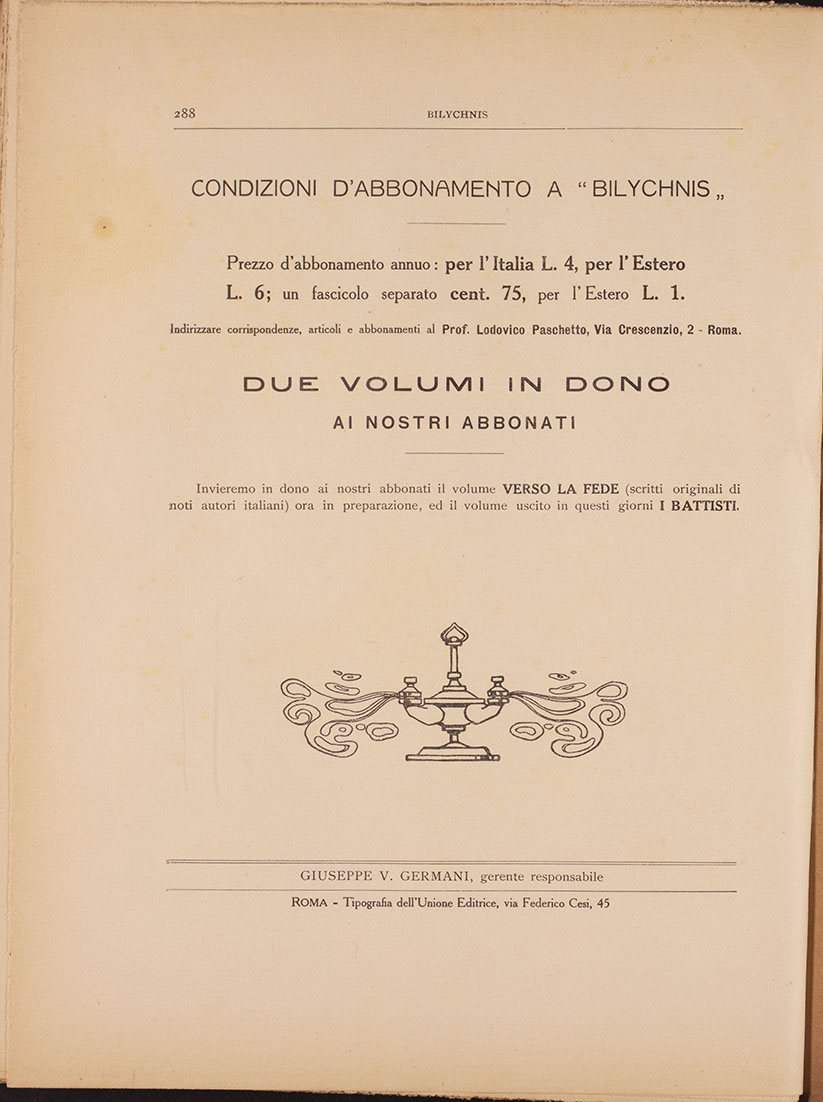 288 BILYCHNIS
CONDIZIONI D'ABBONAMENTO A “ BILYCHNIS „
Prezzo d'abbonamento annuo : per l'Italia L. 4, per l'Estero
L. 6; un fascicolo separato cent. 75, per l'Estero L. 1.
Indirizzare corrispondenze, articoli e abbonamenti al Prof. Lodovico Paschetto, Via Crescenzio, 2 - Roma.
DUE VOLUMI IN DONO
AI NOSTRI ABBONATI
Invieremo in dono ai nostri abbonati il volume VERSO LA FEDE (scritti originali di
noti autori italiani) ora in preparazione, ed il volume uscito in questi giorni I BATTISTI.
GIUSEPPE V. GERMANI, gerente responsabile
ROMA - Tipografia dell'Unione Editrice, via Federico Cesi, 45